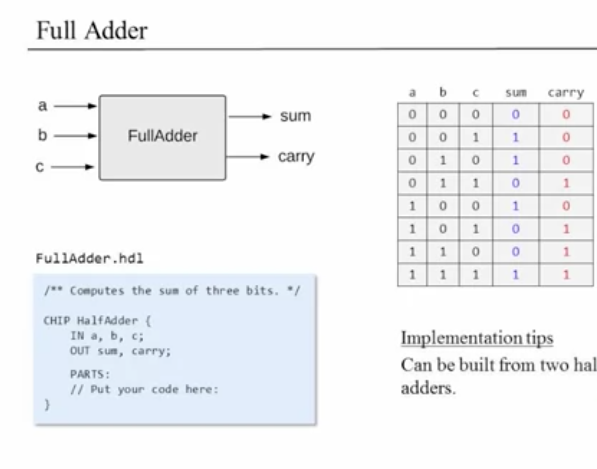 Full Adder
a
b
c
FullAdder
sum
carry
a b c sum carry
0 0 0 0 0
0 0 1 1 0
0 1 0 1 0
0 1 1 0 1
1 0 0 1 0
1 0 1 0 1
1 1 0 0 1
1 1 1 1 1
FullAdder.hdl
/** Computes the sum of three bits. */
CHIP HalfAdder {
IN a, b, c;
OUT sum, carry;
PARTS:
// Put your code here:
}
Implementation tips
Can be built from two hal
adders.